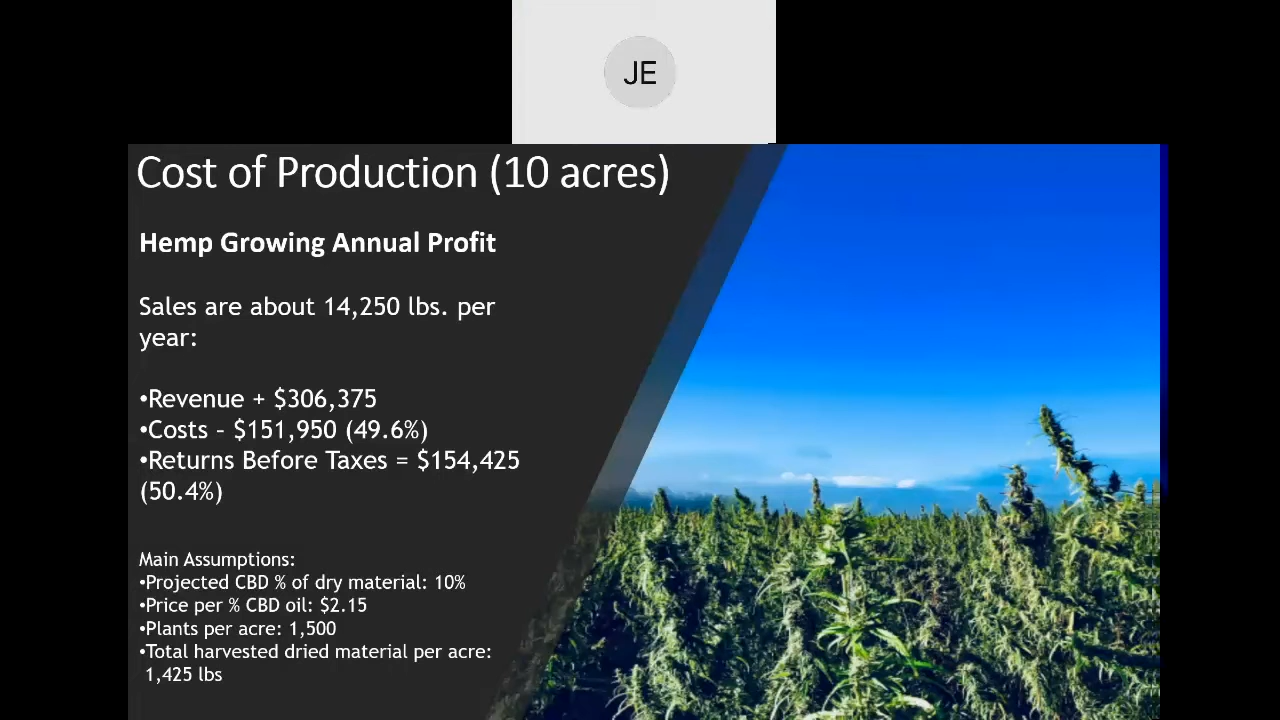 JE
Cost of Production (10 acres)
Hemp Growing Annual Profit
Sales are about 14,250 lbs. per
year:
•Revenue + $306,375
•Costs – $151,950 (49.6%)
•Returns Before Taxes = $154,425
(50.4%)
Main Assumptions:
•Projected CBD % of dry material: 10%
•Price per % CBD oil: $2.15
•Plants per acre: 1,500
•Total harvested dried material per acre:
1,425 lbs